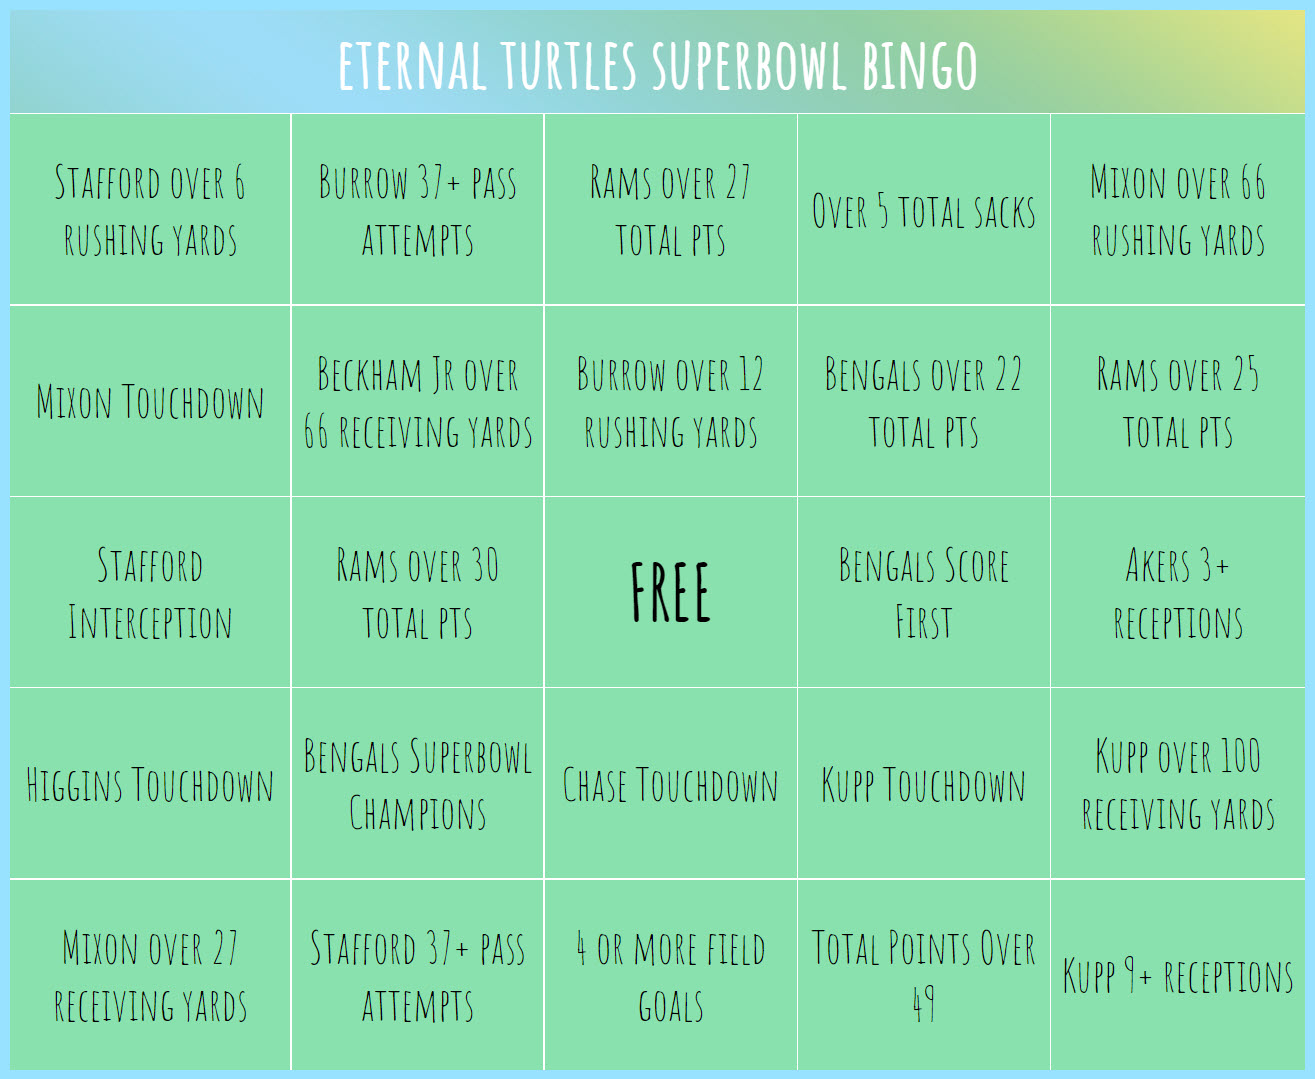 ETERNAL TURTLES SUPERBOWL BINGO
Stafford over 6
rushing yards
Burrow 37+ pass
attempts
Rams over 27
total pts
Over 5 total sacks
Mixon over 66
rushing yards
Mixon Touchdown
Beckham Jr over
66 receiving yards
Burrow over 12
rushing yards
Bengals over 22
total pts
Rams over 25
total pts
Stafford
Interception
Rams over 30
total pts
FREE
Bengals Score
First
Akers 3+
receptions
Higgins Touchdown
Bengals Superbowl
Champions
Chase Touchdown
Kupp Touchdown
Kupp over 100
receiving yards
Mixon over 27
receiving yards
Stafford 37+ pass
attempts
4 or more field
goals
Total Points Over
49
Kupp 9+ receptions